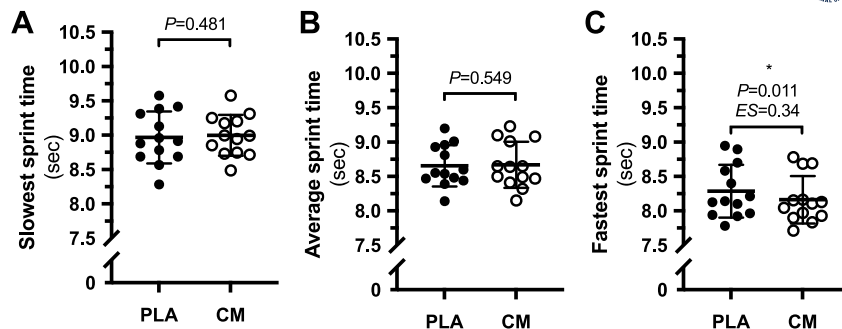 A
Slowest sprint time
(sec)
10.5
10.0
9.5
9.0
8.5
8.0
7.5
0
P=0.481
PLA
CM
B
Average sprint time
(sec)
10.5
10.0
9.5
9.0
8.5
8.0
7.5
0
P=0.549
PLA
CM
C
Fastest sprint time
(sec)
10.5
10.0
9.5
9.0
8.5
8.0
7.5
0
*
P=0.011
ES=0.34
PLA
CM